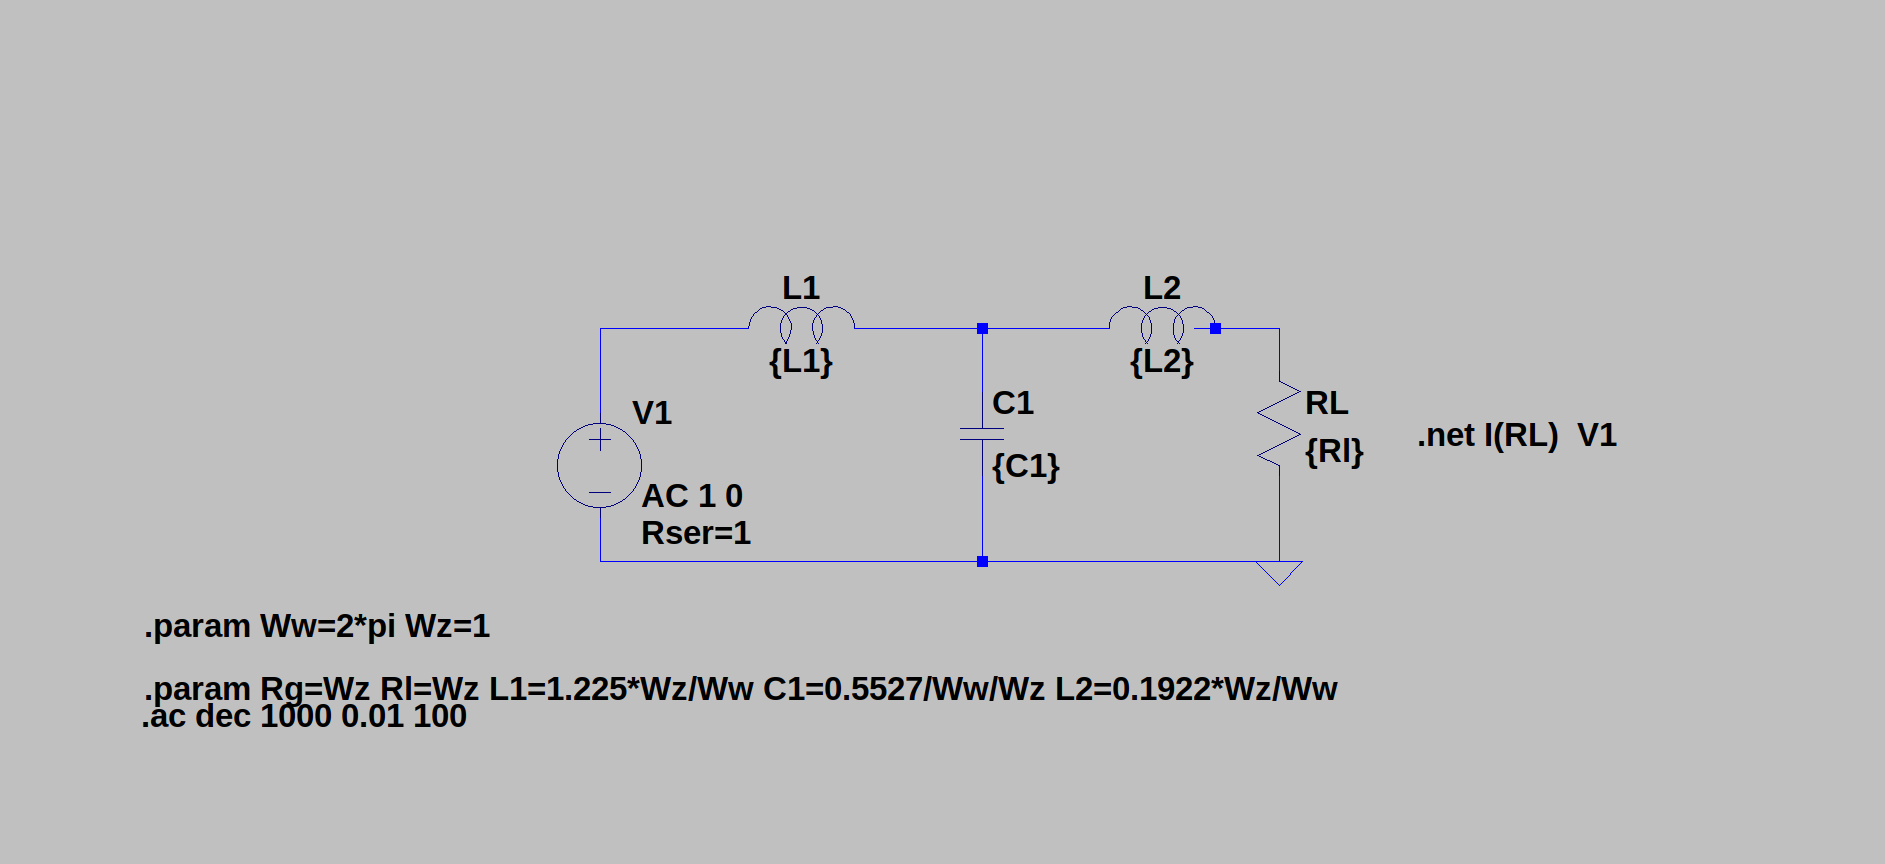 L1
L2
{L1}
{L2}
V1
C1
RL
{C1}
{Rl}
.net I(RL)  V1
AC 1 0
Rser=1
.param Ww=2*pi Wz=1
.param Rg=Wz Rl=Wz L1=1.225*Wz/Ww C1=0.5527/Ww/Wz L2=0.1922*Wz/Ww
.ac dec 1000 0.01 100